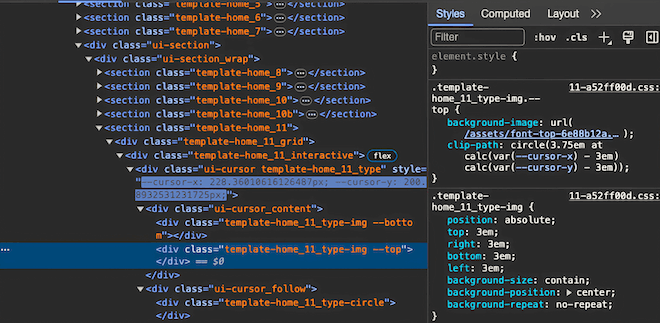 <section class="template-home_5"> … </section>
<section class="template-home_6"> … </section>
<section class="template-home_7"> … </section>
<div class="ui-section">
<div class="ui-section_wrap">
<section class="template-home_8"> … </section>
<section class="template-home_9"> … </section>
<section class="template-home_10"> … </section>
<section class="template-home_10b"> … </section>
<section class="template-home_11">
<div class="template-home_11_grid">
<div class="template-home_11_interactive"> flex
<div class="ui-cursor template-home_11_type" style=
"--cursor-x: 228.36010616126487px; --cursor-y: 200.
8932531231725px;">
<div class="ui-cursor_content">
<div class="template-home_11_type-img --botto
m"></div>
… <div class="template-home_11_type-img --top">
</div> == $0
</div>
<div class="ui-cursor_follow">
<div class="template-home_11_type-circle">
</div>
Styles Computed Layout >>
Filter :hov .cls +
element.style {
}
.template- 11-a52ff00d.css:
home_11_type-img.--
top {
background-image: url(
/assets/font-top-6e88b12a.… );
clip-path: circle(3.75em at
calc(var(--cursor-x) - 3em)
calc(var(--cursor-y) - 3em));
}
.template- 11-a52ff00d.css:
home_11_type-img {
position: absolute;
top: 3em;
right: 3em;
bottom: 3em;
left: 3em;
background-size: contain;
background-position: center;
background-repeat: no-repeat;
}